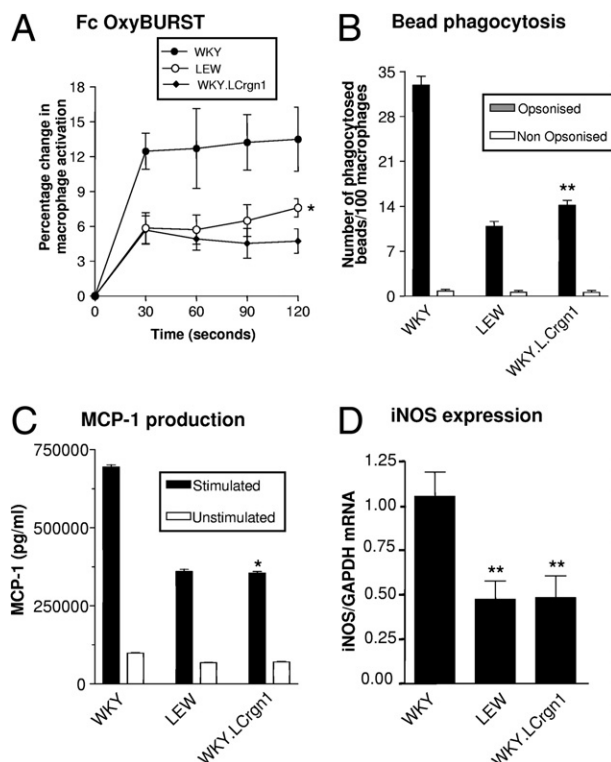 A Fc OxyBURST
WKY
LEW
WKY.LCrgn1
Percentage change in
macrophage activation
18
15
12
9
6
3
0
*
0 30 60 90 120
Time (seconds)
B Bead phagocytosis
Opsonised
Non Opsonised
Number of phagocytosed
beads/100 macrophages
35
28
21
14
7
0
**
WKY
LEW
WKY.L.Crgn1
C MCP-1 production
Stimulated
Unstimulated
MCP-1 (pg/ml)
750000
500000
250000
0
*
WKY
LEW
WKY.LCrgn1
D iNOS expression
iNOS/GAPDH mRNA
1.25
1.00
0.75
0.50
0.25
0.00
** **
WKY
LEW
WKY.LCrgn1